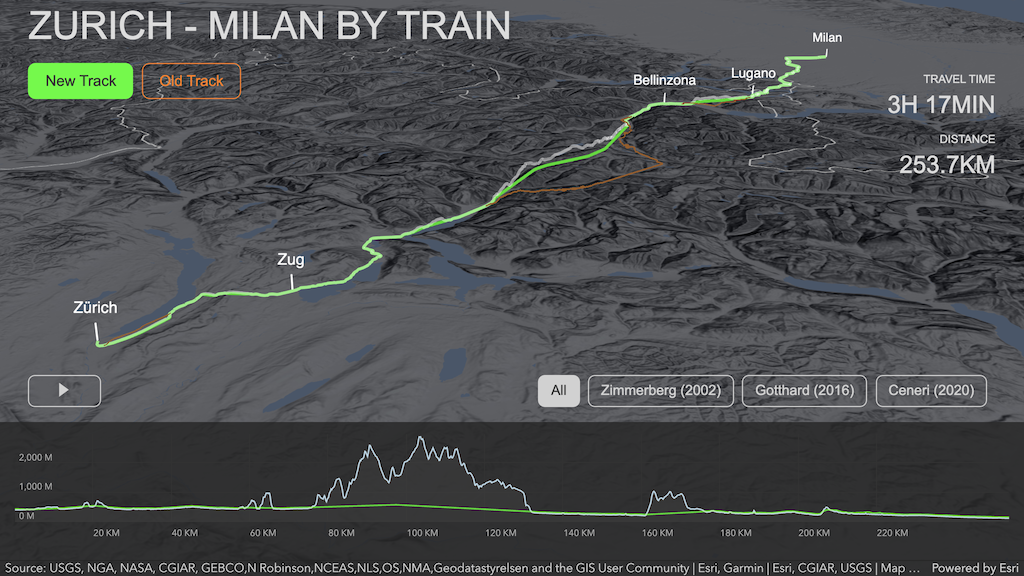 ZURICH - MILAN BY TRAIN
New Track
Old Track
Milan
Bellinzona
Lugano
TRAVEL TIME
3H 17MIN
DISTANCE
253.7KM
Zug
Zürich
All
Zimmerberg (2002)
Gotthard (2016)
Ceneri (2020)
2,000 M
1,000 M
0 M
20 KM
40 KM
60 KM
80 KM
100 KM
120 KM
140 KM
160 KM
180 KM
200 KM
220 KM
Source: USGS, NGA, NASA, CGIAR, GEBCO,N Robinson,NCEAS,NLS,OS,NMA,Geodatastyrelsen and the GIS User Community | Esri, Garmin | Esri, CGIAR, USGS | Map ...
Powered by Esri